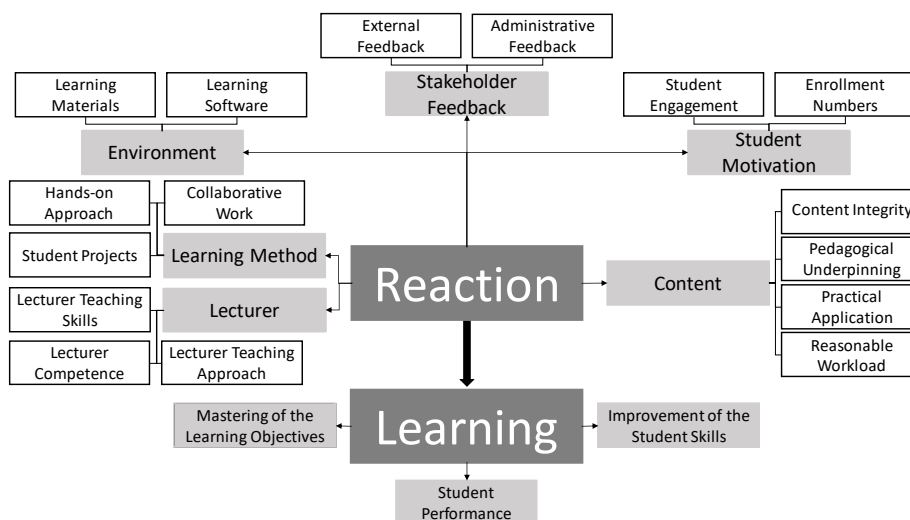 External
Feedback
Administrative
Feedback
Stakeholder
Feedback
Learning
Materials
Learning
Software
Environment
Student
Engagement
Enrollment
Numbers
Student
Motivation
Hands-on
Approach
Collaborative
Work
Student Projects
Learning Method
Lecturer Teaching
Skills
Lecturer
Lecturer
Competence
Lecturer Teaching
Approach
Reaction
Content
Content Integrity
Pedagogical
Underpinning
Practical
Application
Reasonable
Workload
Mastering of the
Learning Objectives
Learning
Improvement of the
Student Skills
Student
Performance